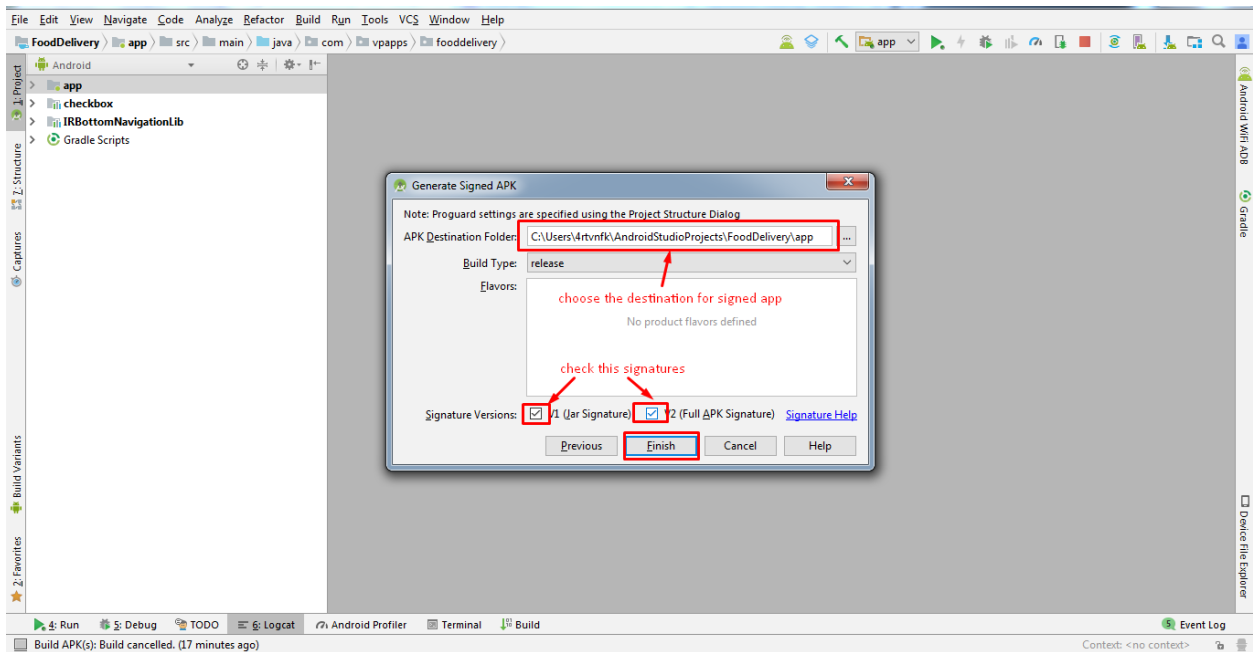 File Edit View Navigate Code Analyze Refactor Build Run Tools VCS Window Help
FoodDelivery app src main java com vpapps fooddelivery app
1: Project
Android
app
checkbox
IRBottomNavigationLib
Gradle Scripts
Z: Structure
Captures
Build Variants
2: Favorites
Generate Signed APK
Note: Proguard settings are specified using the Project Structure Dialog
APK Destination Folder: C:\Users\4rtvnfk\AndroidStudioProjects\FoodDelivery\app ...
Build Type: release
Flavors:
choose the destination for signed app
No product flavors defined
check this signatures
Signature Versions: V1 (Jar Signature) V2 (Full APK Signature) Signature Help
Previous Finish Cancel Help
Android WiFi ADB
Gradle
Device File Explorer
4: Run 5: Debug TODO 6: Logcat Android Profiler Terminal Build 5 Event Log
Build APK(s): Build cancelled. (17 minutes ago) Context: <no context>